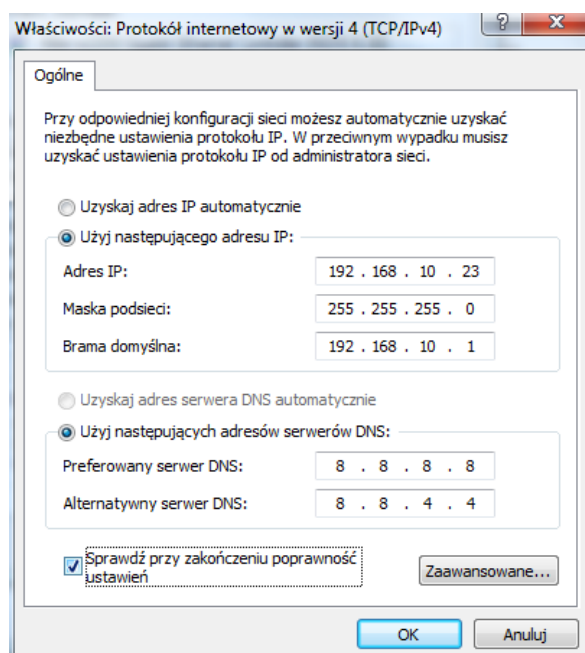 Właściwości: Protokół internetowy w wersji 4 (TCP/IPv4)
Ogólne
Przy odpowiedniej konfiguracji sieci możesz automatycznie uzyskać
niezbędne ustawienia protokołu IP. W przeciwnym wypadku musisz
uzyskać ustawienia protokołu IP od administratora sieci.
Uzyskaj adres IP automatycznie
Użyj następującego adresu IP:
Adres IP: 192 . 168 . 10 . 23
Maska podsieci: 255 . 255 . 255 . 0
Brama domyślna: 192 . 168 . 10 . 1
Uzyskaj adres serwera DNS automatycznie
Użyj następujących adresów serwerów DNS:
Preferowany serwer DNS: 8 . 8 . 8 . 8
Alternatywny serwer DNS: 8 . 8 . 4 . 4
Sprawdź przy zakończeniu poprawność
ustawień
Zaawansowane...
OK Anuluj